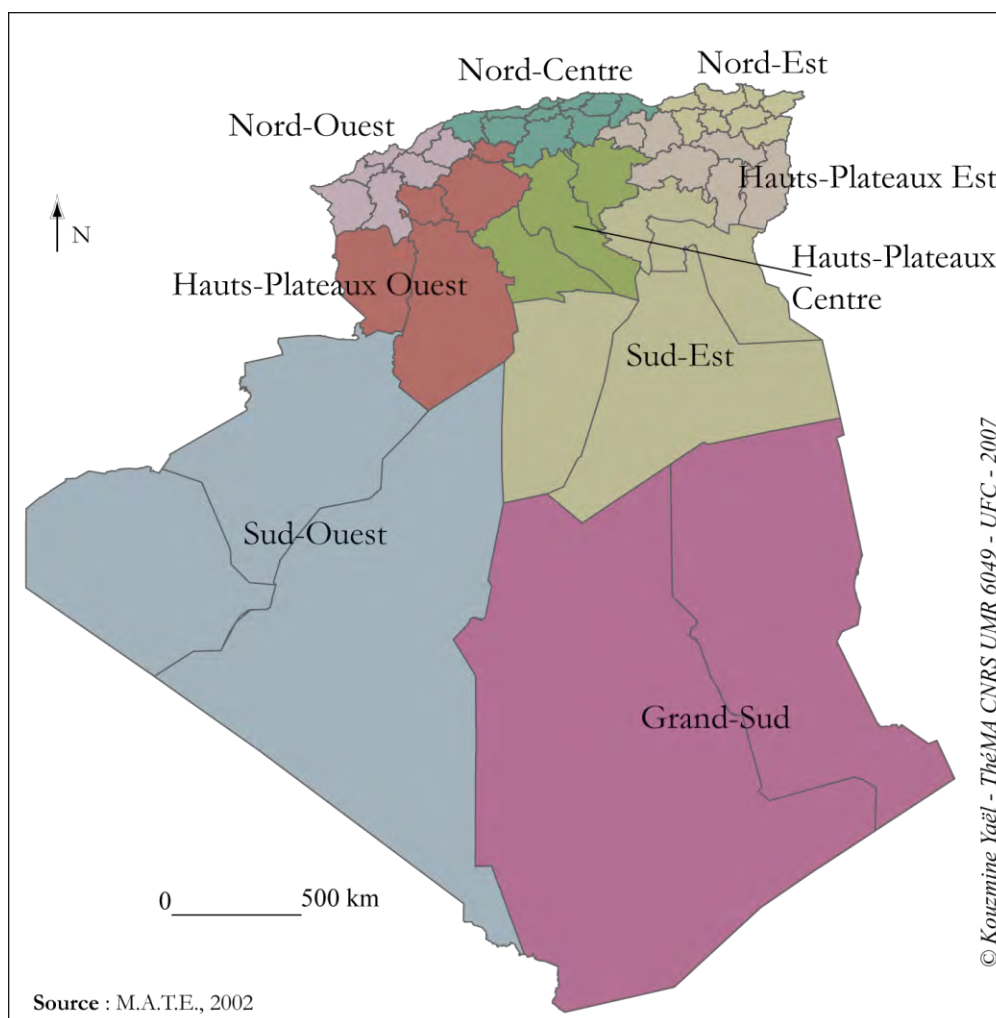 Nord-Centre
Nord-Est
Nord-Ouest
Hauts-Plateaux Est
N
Hauts-Plateaux
Centre
Hauts-Plateaux Ouest
Sud-Est
Sud-Ouest
Grand-Sud
0 500 km
Source : M.A.T.E., 2002
© Kouzmine Yaël - ThéMA CNRS UMR 6049 - UFC - 2007